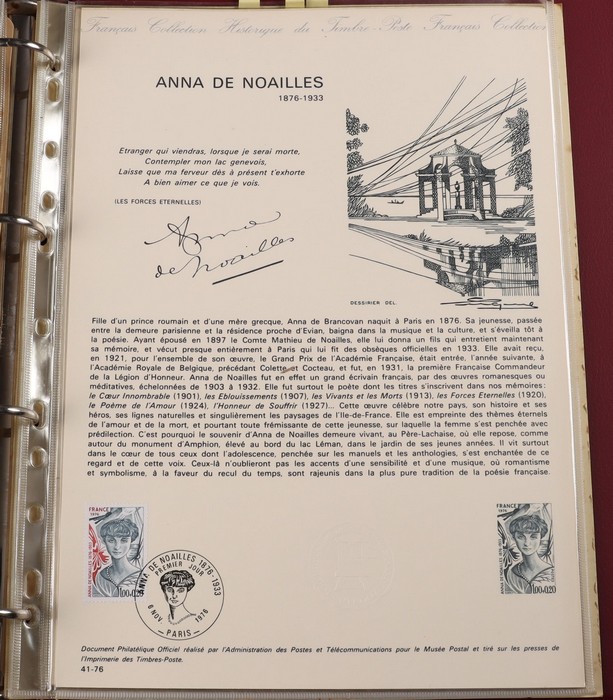 Français Collection Historique du Timbre-Poste Français Collection
ANNA DE NOAILLES
1876-1933
Etranger qui viendras, lorsque je serai morte,
Contempler mon lac genevois,
Laisse que ma ferveur dès à présent t'exhorte
A bien aimer ce que je vois.
(LES FORCES ETERNELLES)
Anna
de Noailles
DESSIRIER DEL.
Fille d'un prince roumain et d'une mère grecque, Anna de Brancovan naquit à Paris en 1876. Sa jeunesse, passée
entre la demeure parisienne et la résidence proche d'Evian, baigna dans la musique et la culture, et s'éveilla tôt à
la poésie. Ayant épousé en 1897 le Comte Mathieu de Noailles, elle lui donna un fils qui entretient maintenant
sa mémoire, et vécut presque entièrement à Paris qui lui fit des obsèques officielles en 1933. Elle avait reçu,
en 1921, pour l'ensemble de son œuvre, le Grand Prix de l'Académie Française, était entrée, l'année suivante, à
l'Académie Royale de Belgique, précédant Colette et Cocteau, et fut, en 1931, la première Française Commandeur
de la Légion d'Honneur. Anna de Noailles fut en effet un grand écrivain français, par des œuvres romanesques ou
méditatives, échelonnées de 1903 à 1932. Elle fut surtout le poète dont les titres s'inscrivent dans nos mémoires :
le Cœur Innombrable (1901), les Eblouissements (1907), les Vivants et les Morts (1913), les Forces Eternelles (1920),
le Poème de l'Amour (1924), l'Honneur de Souffrir (1927)... Cette œuvre célèbre notre pays, son histoire et ses
héros, ses lignes naturelles et singulièrement les paysages de l'Ile-de-France. Elle est empreinte des thèmes éternels
de l'amour et de la mort, et pourtant toute frémissante de cette jeunesse, sur laquelle la femme s'est penchée avec
prédilection. C'est pourquoi le souvenir d'Anna de Noailles demeure vivant, au Père-Lachaise, où elle repose, comme
autour du monument d'Amphion, élevé au bord du lac Léman, dans le jardin de ses jeunes années. Il vit surtout
dans le cœur de tous ceux dont l'adolescence, penchée sur les manuels et les anthologies, s'est enchantée de ce
regard et de cette voix. Ceux-là n'oublieront pas les accents d'une sensibilité et d'une musique, où romantisme
et symbolisme, à la faveur du recul du temps, sont rajeunis dans la plus pure tradition de la poésie française.
FRANCE
1976
ANNA DE NOAILLES 1876-1933
1,00+0,20
ANNA DE NOAILLES 1876-1933
PREMIER JOUR
6 NOV. 1976
PARIS
FRANCE
1976
ANNA DE NOAILLES 1876-1933
1,00+0,20
Document Philatélique Officiel réalisé par l'Administration des Postes et Télécommunications pour le Musée Postal et tiré sur les presses de
l'Imprimerie des Timbres-Poste.
41-76